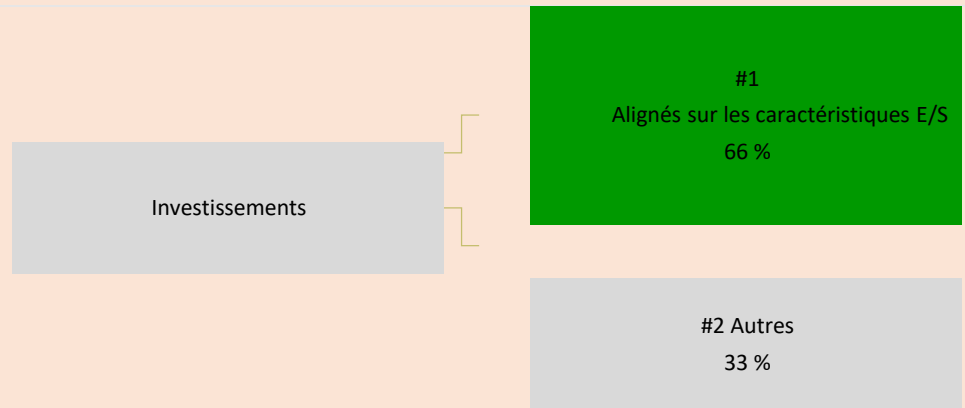 #1
Alignés sur les caractéristiques E/S
66 %
Investissements
#2 Autres
33 %